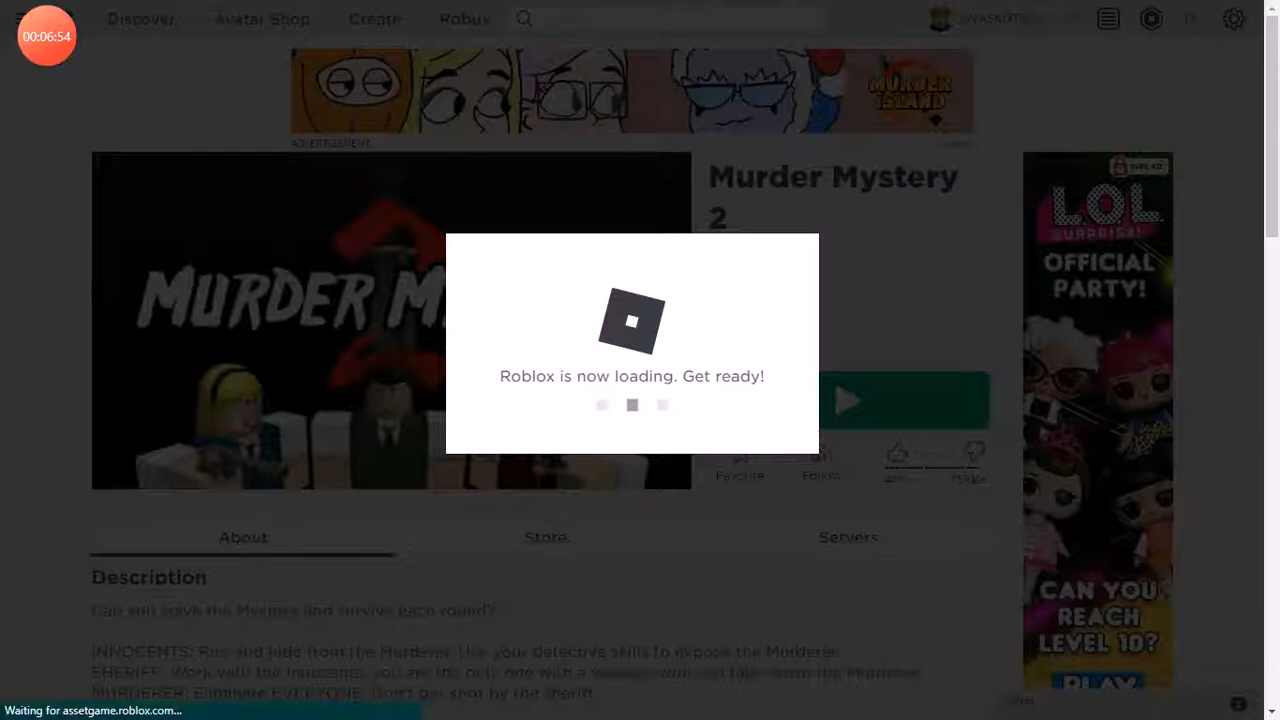 00:06:54
Discover
Avatar Shop
Create
Robux
MURDER
ISLAND
ADVERTISEMENT
Murder Mystery
2
MURDER M
2
L.O.L
SURPRISE!
OFFICIAL
PARTY!
Roblox is now loading. Get ready!
Favorite
Follow
About
Store
Servers
Description
Can you solve the Mystery and survive each round?
INNOCENTS: Run and hide from the Murderer. Use your detective skills to expose the Murderer.
SHERIFF: Work with the Innocents; you are the only one with a weapon who can take down the Murderer.
MURDERER: Eliminate EVERYONE. Don't get shot by the sheriff
CAN YOU
REACH
LEVEL 10?
PLAY
Waiting for assetgame.roblox.com...